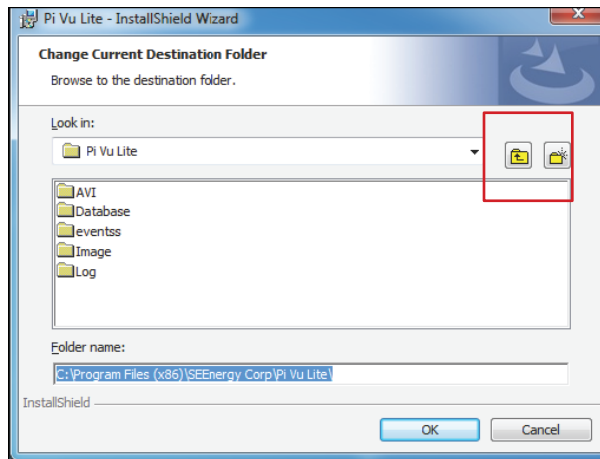 Pi Vu Lite - InstallShield Wizard
Change Current Destination Folder
Browse to the destination folder.
Look in:
Pi Vu Lite
AVI
Database
eventss
Image
Log
Folder name:
C:\Program Files (x86)\SEEnergy Corp\Pi Vu Lite\
InstallShield
OK Cancel